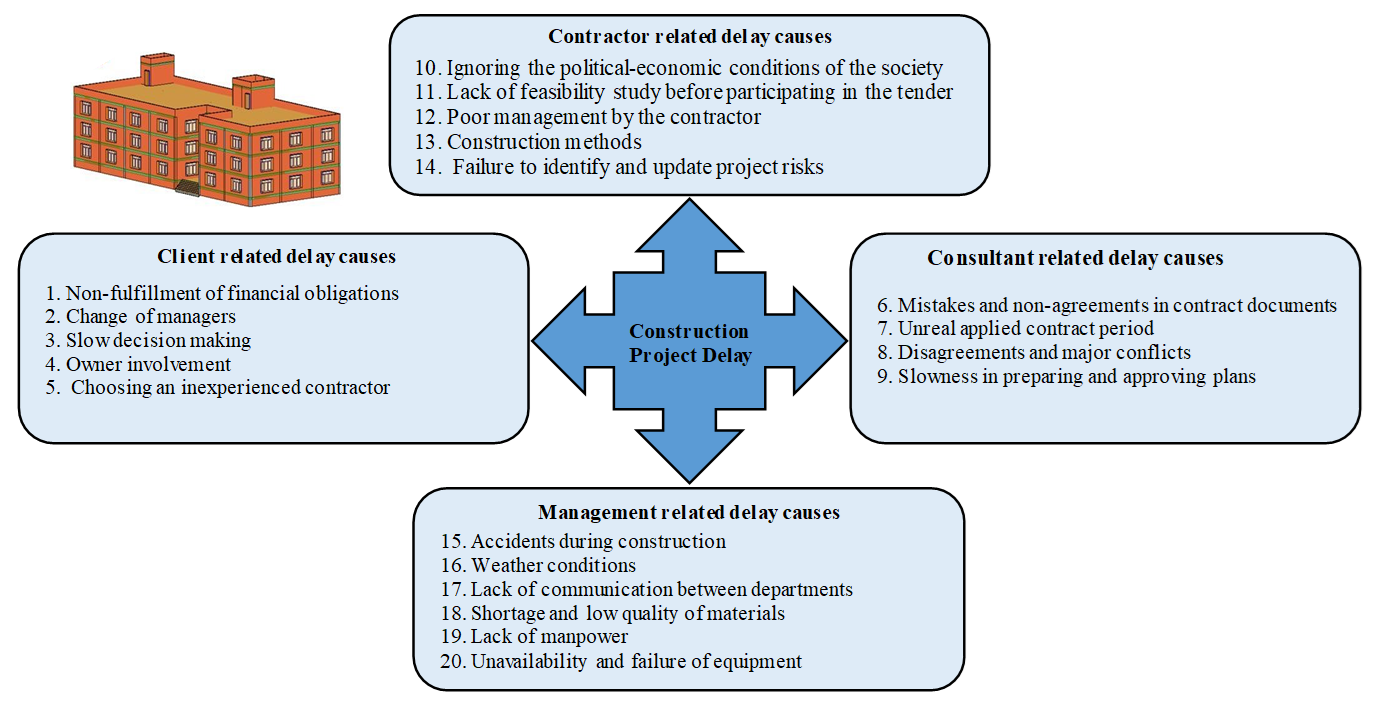 Contractor related delay causes
10. Ignoring the political-economic conditions of the society
11. Lack of feasibility study before participating in the tender
12. Poor management by the contractor
13. Construction methods
14. Failure to identify and update project risks
Client related delay causes
1. Non-fulfillment of financial obligations
2. Change of managers
3. Slow decision making
4. Owner involvement
5. Choosing an inexperienced contractor
Construction
Project Delay
Consultant related delay causes
6. Mistakes and non-agreements in contract documents
7. Unreal applied contract period
8. Disagreements and major conflicts
9. Slowness in preparing and approving plans
Management related delay causes
15. Accidents during construction
16. Weather conditions
17. Lack of communication between departments
18. Shortage and low quality of materials
19. Lack of manpower
20. Unavailability and failure of equipment